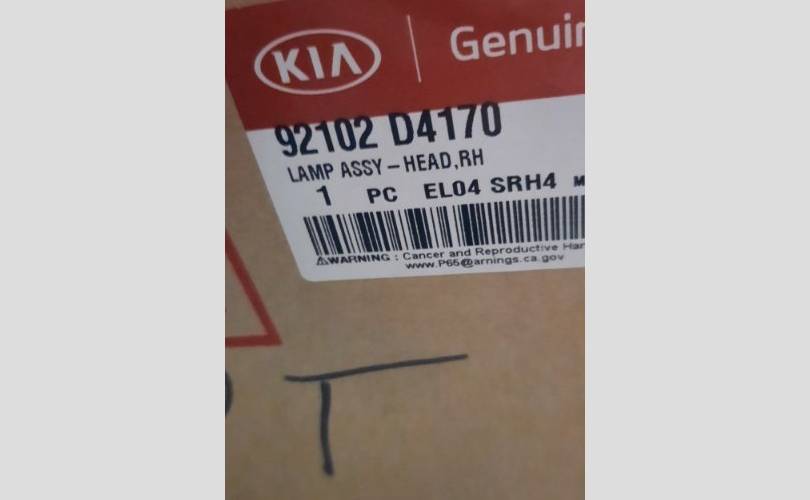 KIA Genuin
92102 D4170
LAMP ASSY-HEAD,RH
1 PC EL04 SRH4 M
⚠WARNING : Cancer and Reproductive Har
www.P65@arnings.ca.gov
T